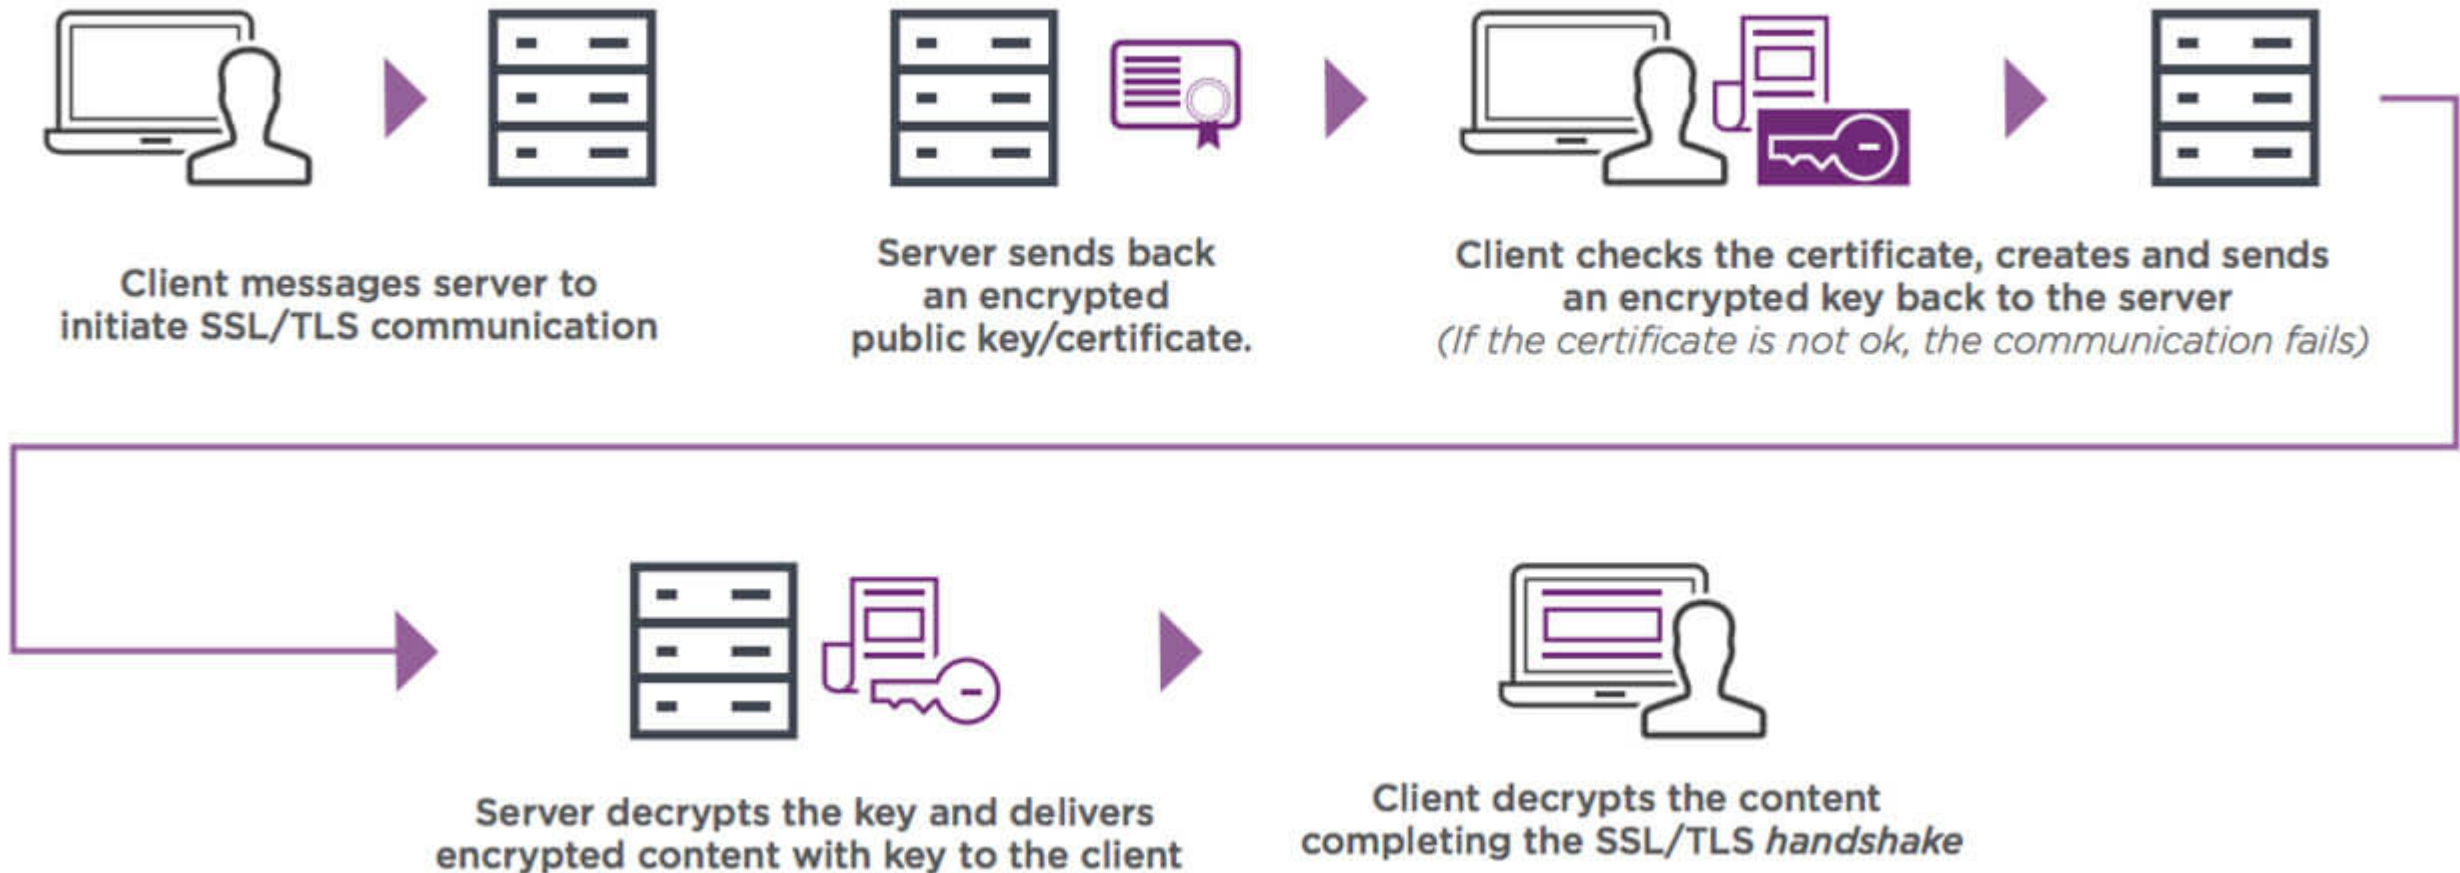 Client messages server to
initiate SSL/TLS communication
Server sends back
an encrypted
public key/certificate.
Client checks the certificate, creates and sends
an encrypted key back to the server
(If the certificate is not ok, the communication fails)
Server decrypts the key and delivers
encrypted content with key to the client
Client decrypts the content
completing the SSL/TLS handshake